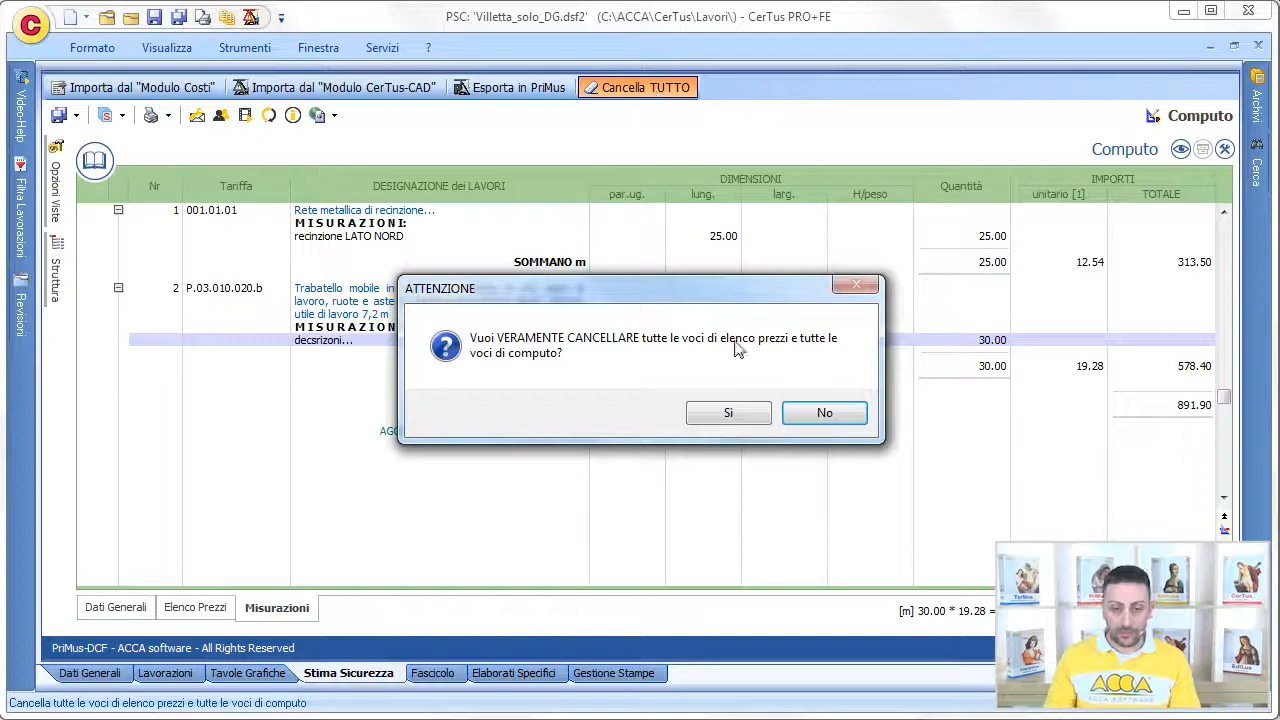 PSC: 'Villetta_solo_DG.dsf2' (C:\ACCA\CerTus\Lavori) - CerTus PRO+FE
Formato Visualizza Strumenti Finestra Servizi ?
Importa dal "Modulo Costi" Importa dal "Modulo CerTus-CAD" Esporta in PriMus Cancella TUTTO
Computo
Computo
Video-Help
Filtra Lavorazioni
Revisioni
Opzioni Viste
Struttura
Archivi
Cerca
Nr Tariffa DESIGNAZIONE dei LAVORI DIMENSIONI Quantità IMPORTI
par.ug. lung. larg. H/peso unitario [1] TOTALE
1 001.01.01 Rete metallica di recinzione...
MISURAZIONI:
recinzione LATO NORD 25.00 25.00
SOMMANO m 25.00 12.54 313.50
2 P.03.010.020.b Trabatello mobile in
lavoro, ruote e aste
utile di lavoro 7,2 m
MISURAZION
decsrizoni... 30.00
30.00 19.28 578.40
891.90
ATTENZIONE
Vuoi VERAMENTE CANCELLARE tutte le voci di elenco prezzi e tutte le
voci di computo?
Sì No
Dati Generali Elenco Prezzi Misurazioni
[m] 30.00 * 19.28 =
PriMus-DCF - ACCA software - All Rights Reserved
Dati Generali Lavorazioni Tavole Grafiche Stima Sicurezza Fascicolo Elaborati Specifici Gestione Stampe
Cancella tutte le voci di elenco prezzi e tutte le voci di computo
TerMus
CerTus
EdiLus
ACCA
ACCA SOFTWARE